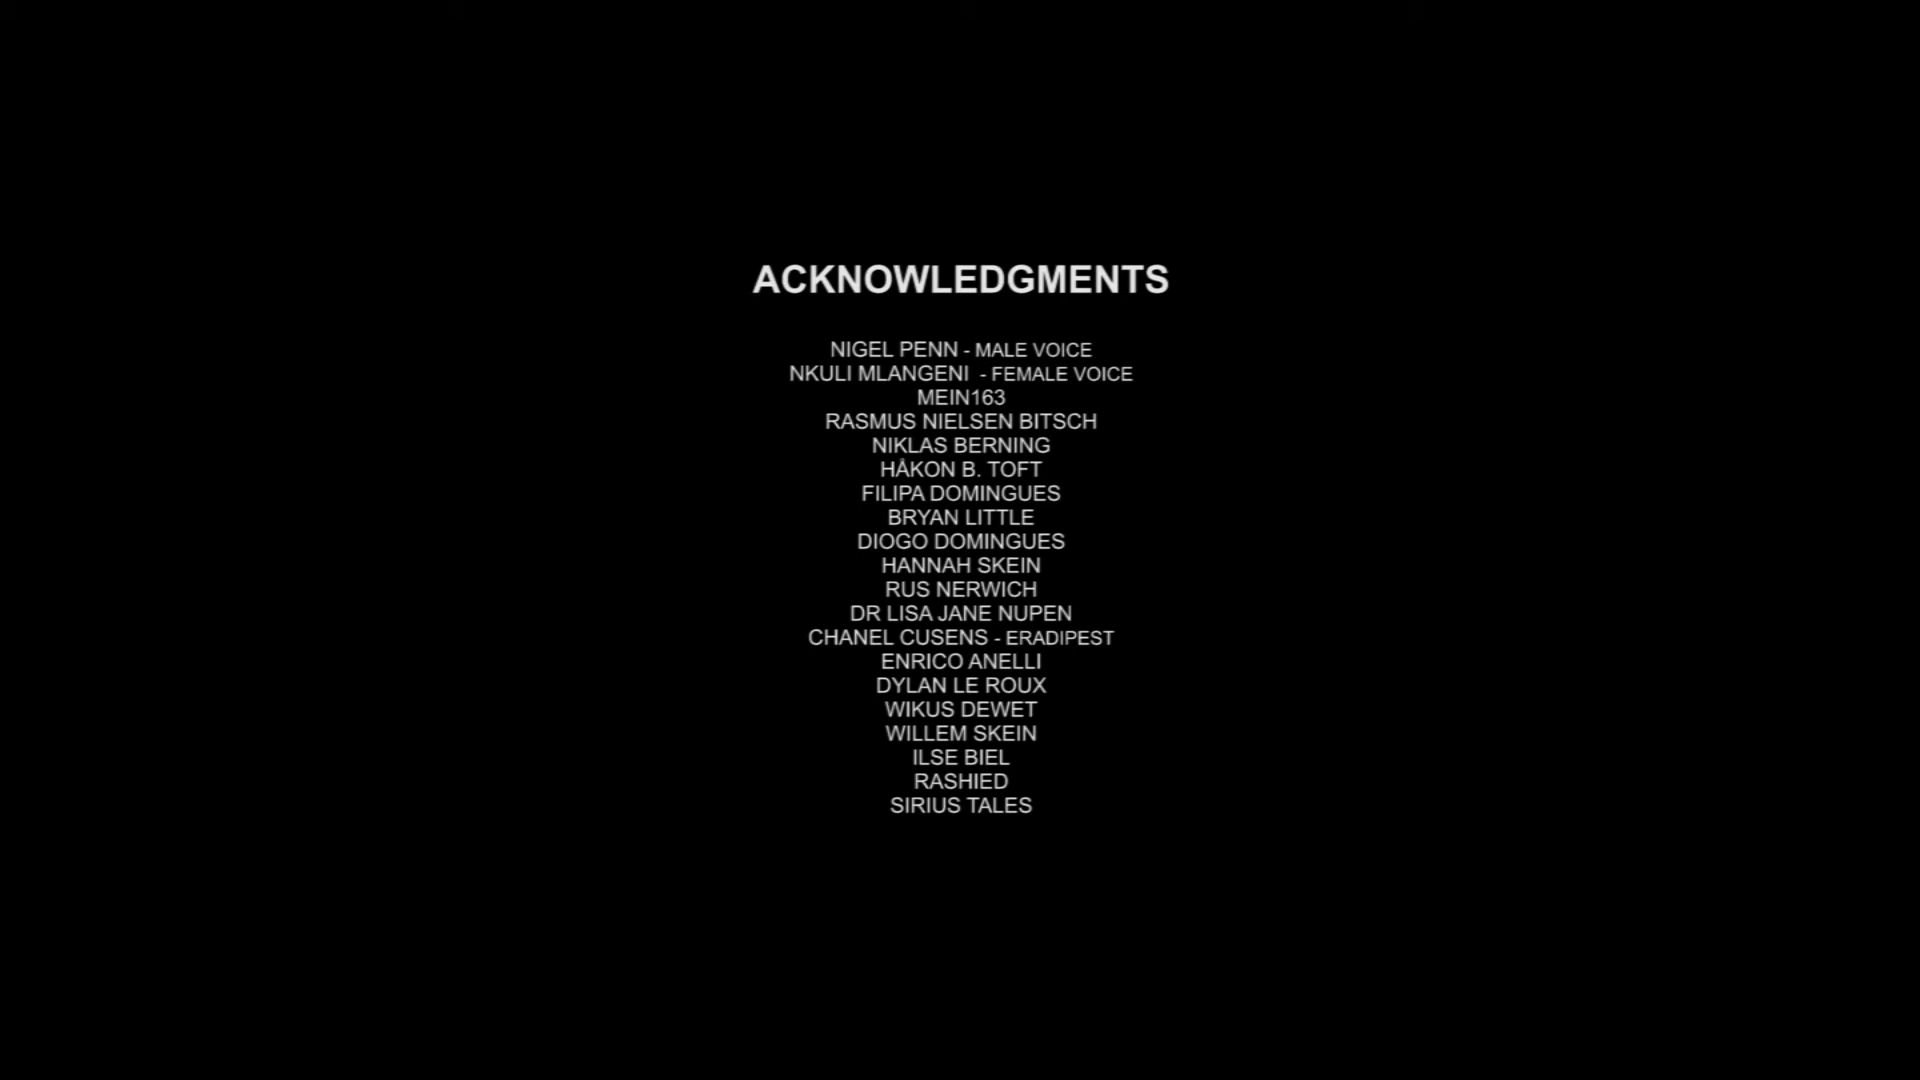 ACKNOWLEDGMENTS
NIGEL PENN - MALE VOICE
NKULI MLANGENI - FEMALE VOICE
MEIN163
RASMUS NIELSEN BITSCH
NIKLAS BERNING
HÅKON B. TOFT
FILIPA DOMINGUES
BRYAN LITTLE
DIOGO DOMINGUES
HANNAH SKEIN
RUS NERWICH
DR LISA JANE NUPEN
CHANEL CUSENS - ERADIPEST
ENRICO ANELLI
DYLAN LE ROUX
WIKUS DEWET
WILLEM SKEIN
ILSE BIEL
RASHIED
SIRIUS TALES